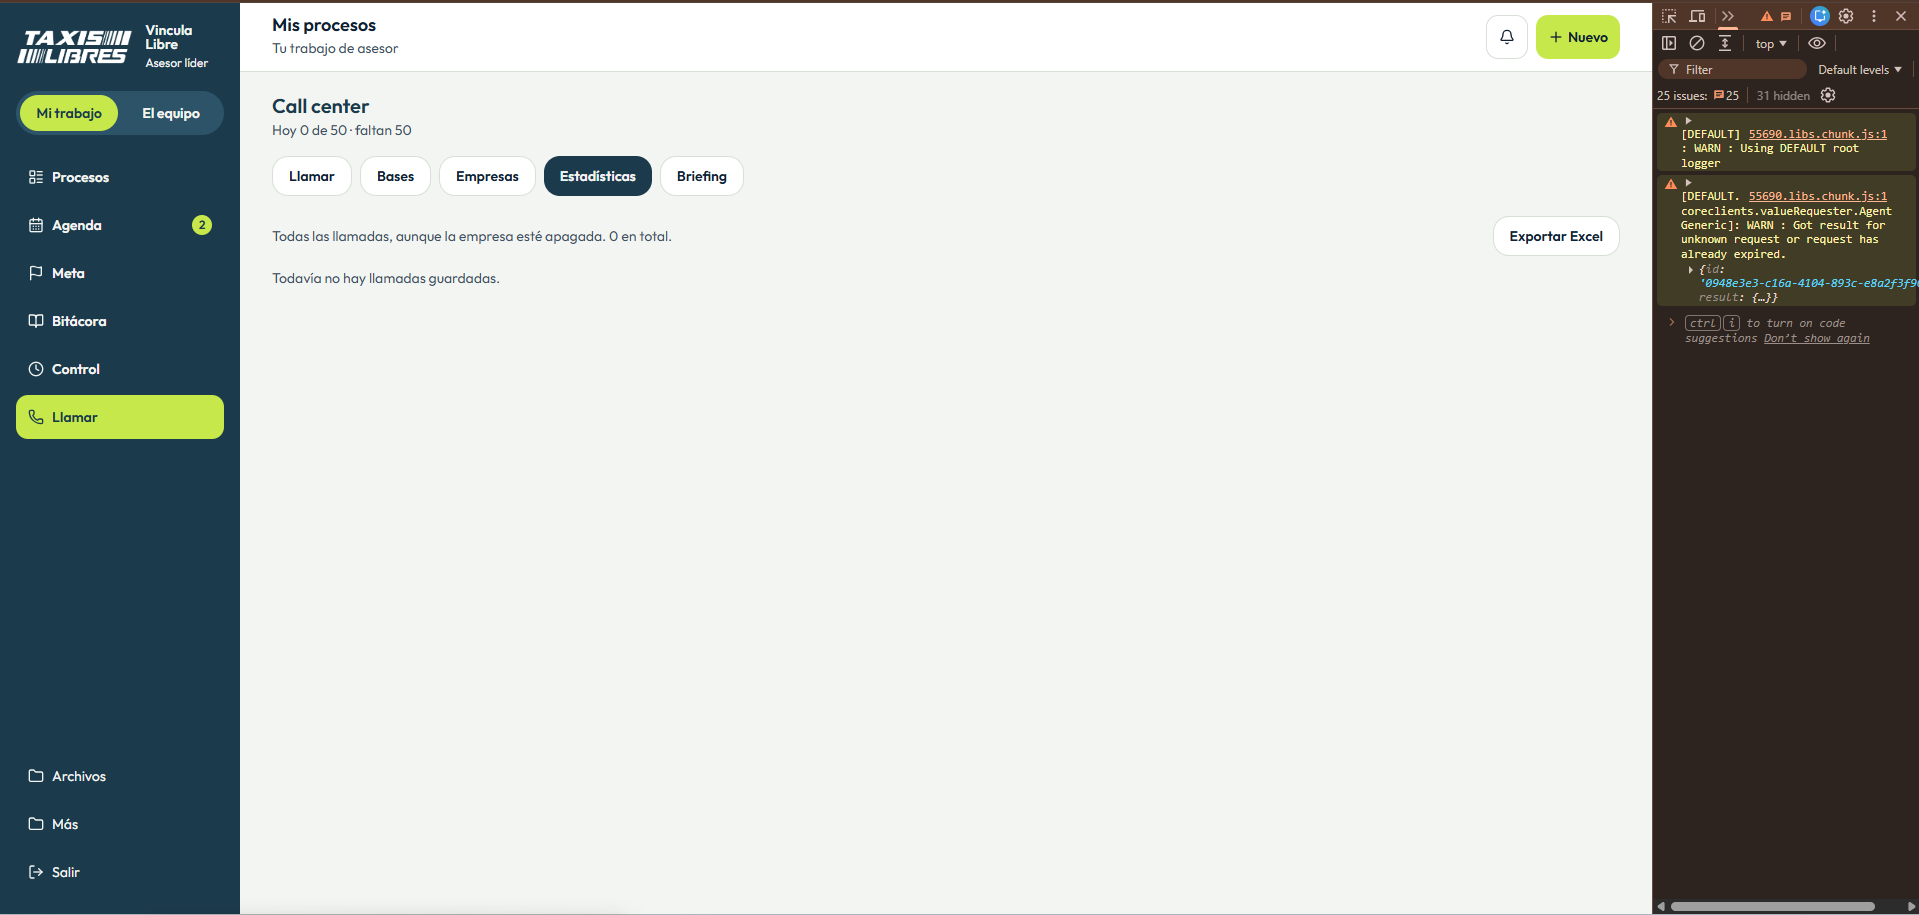 TAXIS
LIBRES
Vincula
Libre
Asesor líder
Mi trabajo
El equipo
Procesos
Agenda
2
Meta
Bitácora
Control
Llamar
Archivos
Más
Salir
Mis procesos
Tu trabajo de asesor
+ Nuevo
Call center
Hoy 0 de 50 · faltan 50
Llamar
Bases
Empresas
Estadísticas
Briefing
Todas las llamadas, aunque la empresa esté apagada. 0 en total.
Exportar Excel
Todavía no hay llamadas guardadas.
top
Filter
Default levels
25 issues: 25
31 hidden
[DEFAULT] 55690.libs.chunk.js:1
: WARN : Using DEFAULT root
logger
[DEFAULT. 55690.libs.chunk.js:1
coreclients.valueRequester.Agent
Generic]: WARN : Got result for
unknown request or request has
already expired.
{id:
'0948e3e3-c16a-4104-893c-e8a2f3f9
result: {…}}
ctrl i to turn on code
suggestions Don't show again